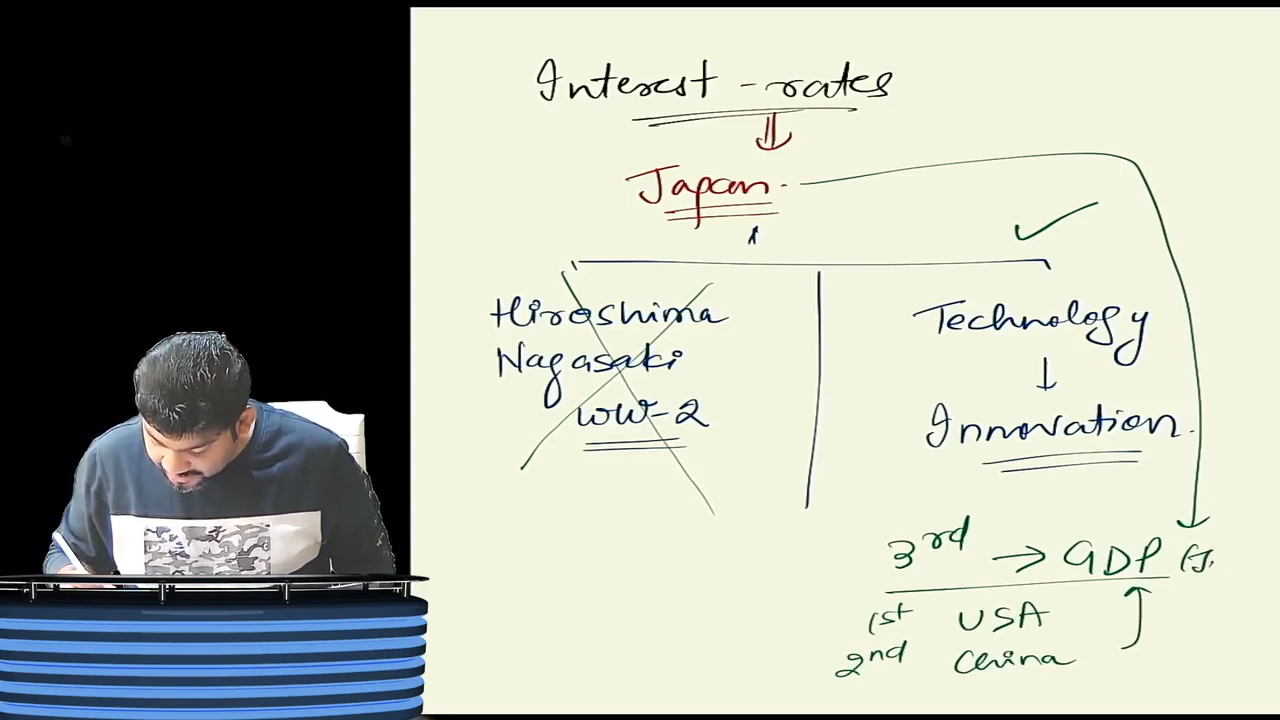 Interest - rates
Japan
Hiroshima
Nagasaki
WW-2
Technology
Innovation
3rd → GDP (J.
1st USA
2nd China